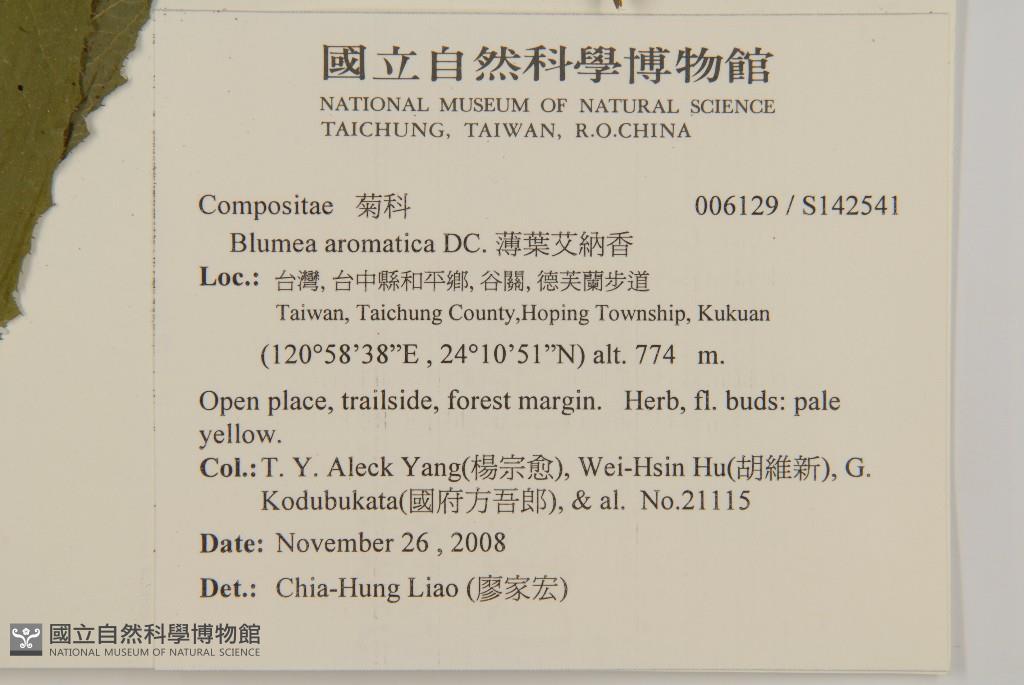 國立自然科學博物館
NATIONAL MUSEUM OF NATURAL SCIENCE
TAICHUNG, TAIWAN, R.O.CHINA
Compositae 菊科 006129 / S142541
Blumea aromatica DC. 薄葉艾納香
Loc.: 台灣, 台中縣和平鄉, 谷關, 德芙蘭步道
Taiwan, Taichung County,Hoping Township, Kukuan
(120°58’38”E , 24°10’51”N) alt. 774 m.
Open place, trailside, forest margin. Herb, fl. buds: pale
yellow.
Col.: T. Y. Aleck Yang(楊宗愈), Wei-Hsin Hu(胡維新), G.
Kodubukata(國府方吾郎), & al. No.21115
Date: November 26 , 2008
Det.: Chia-Hung Liao (廖家宏)
國立自然科學博物館
NATIONAL MUSEUM OF NATURAL SCIENCE